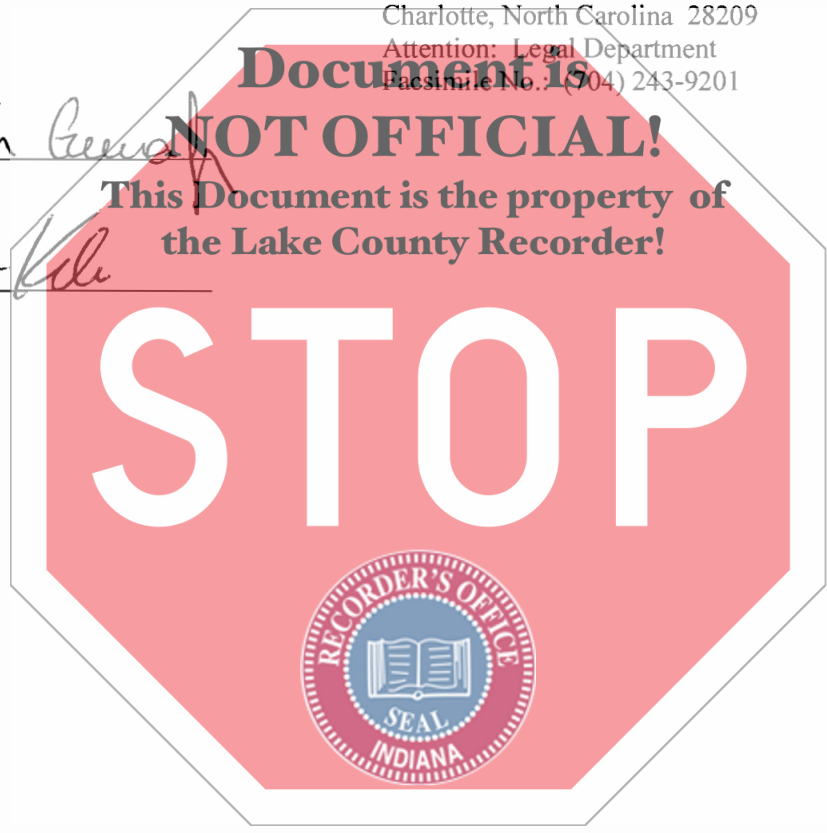 Charlotte, North Carolina 28209
Attention: Legal Department
Facsimile No.: (704) 243-9201
Document is
NOT OFFICIAL!
This Document is the property of
the Lake County Recorder!
STOP
RECORDER'S OFFICE
SEAL
INDIANA